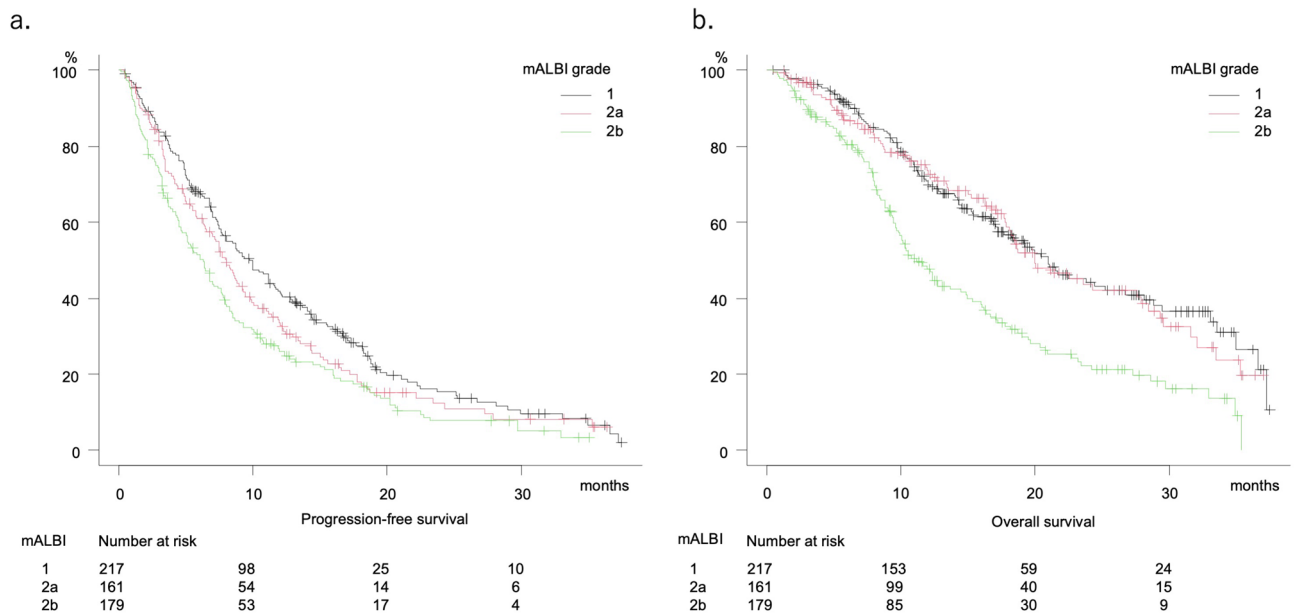 a.
%
100
80
60
40
20
0
mALBI grade
1
2a
2b
0 10 20 30 months
Progression-free survival
mALBI Number at risk
1 217 98 25 10
2a 161 54 14 6
2b 179 53 17 4
b.
%
100
80
60
40
20
0
mALBI grade
1
2a
2b
0 10 20 30 months
Overall survival
mALBI Number at risk
1 217 153 59 24
2a 161 99 40 15
2b 179 85 30 9